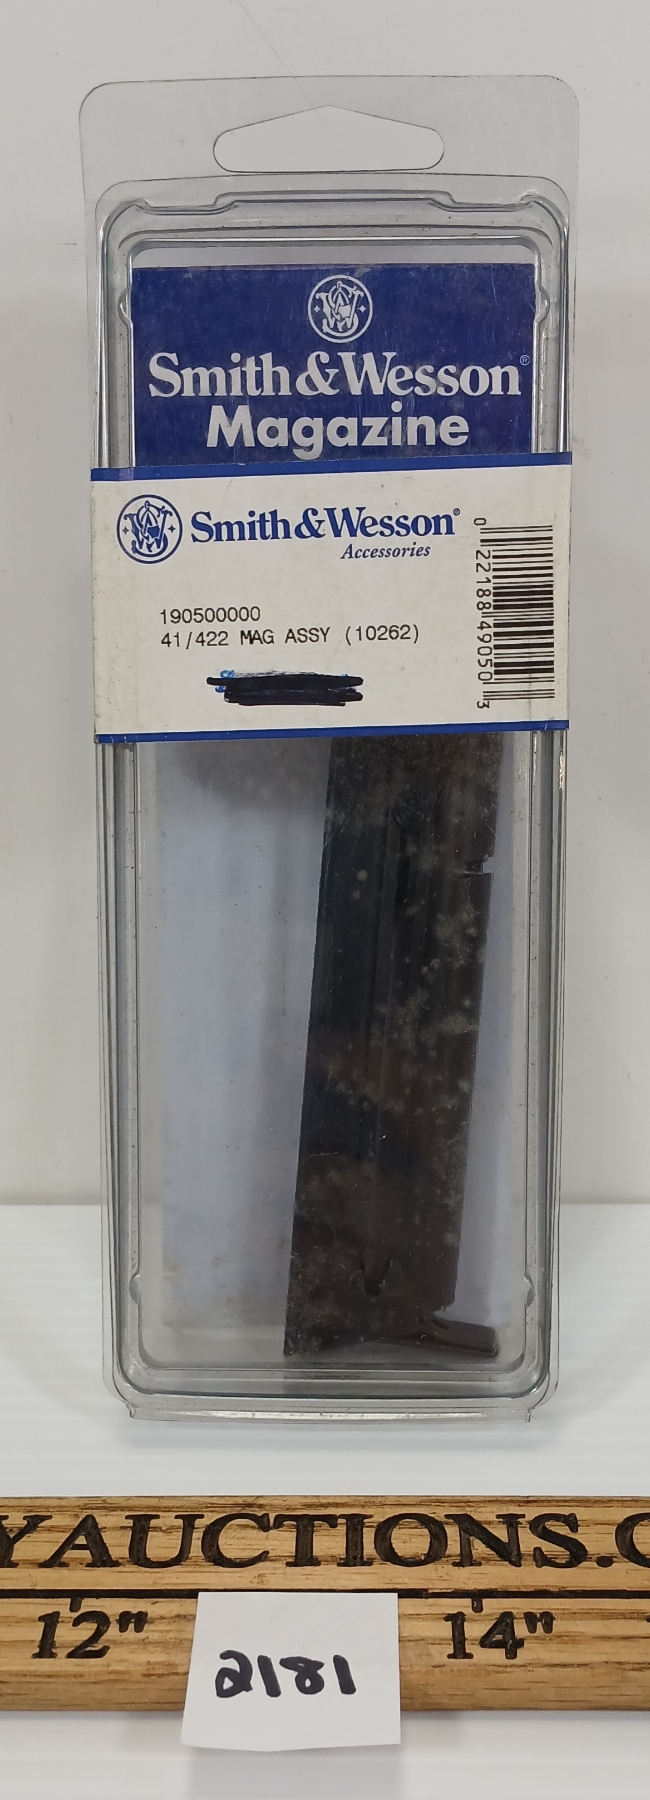 Smith & Wesson®
Magazine
Smith & Wesson®
Accessories
190500000
41/422 MAG ASSY (10262)
0 22188 49050 3
YAUCTIONS.
12" 14"
2181